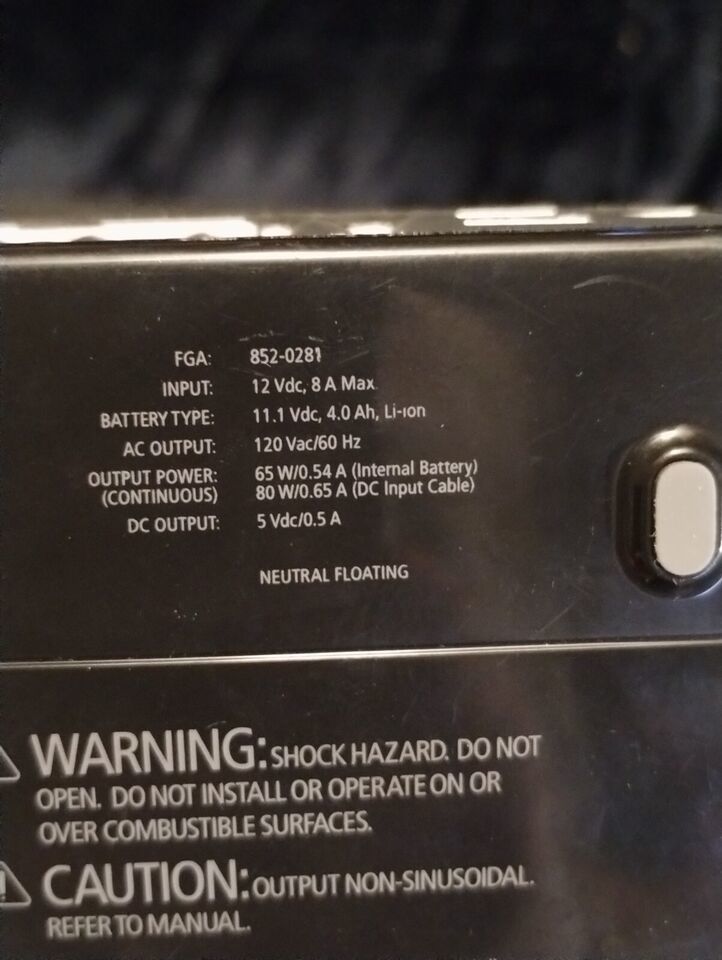 FGA: 852-0281
INPUT: 12 Vdc, 8 A Max
BATTERY TYPE: 11.1 Vdc, 4.0 Ah, Li-ion
AC OUTPUT: 120 Vac/60 Hz
OUTPUT POWER: 65 W/0.54 A (Internal Battery)
(CONTINUOUS) 80 W/0.65 A (DC Input Cable)
DC OUTPUT: 5 Vdc/0.5 A
NEUTRAL FLOATING
WARNING: SHOCK HAZARD. DO NOT
OPEN. DO NOT INSTALL OR OPERATE ON OR
OVER COMBUSTIBLE SURFACES.
! CAUTION: OUTPUT NON-SINUSOIDAL.
REFER TO MANUAL.